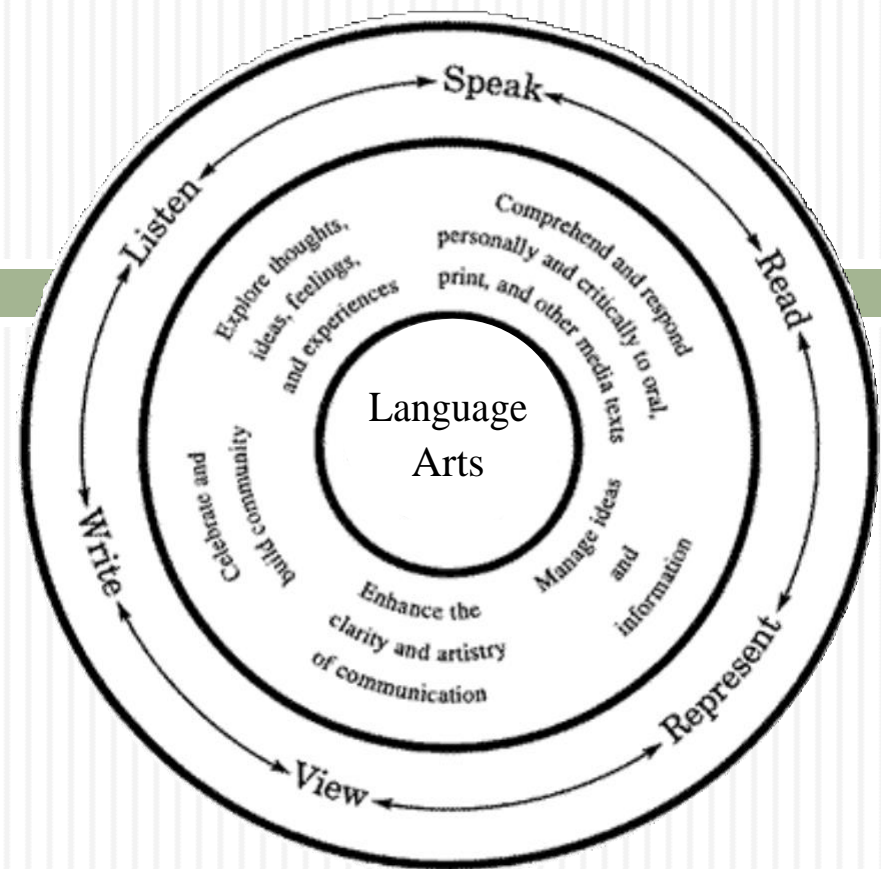 Speak
Listen
Read
Explore thoughts,
ideas, feelings,
and experiences
Comprehend and respond
personally and critically to oral,
print, and other media texts
Language
Arts
Celebrate and
build community
Manage ideas
and
information
Enhance the
clarity and artistry
of communication
Write
Represent
View